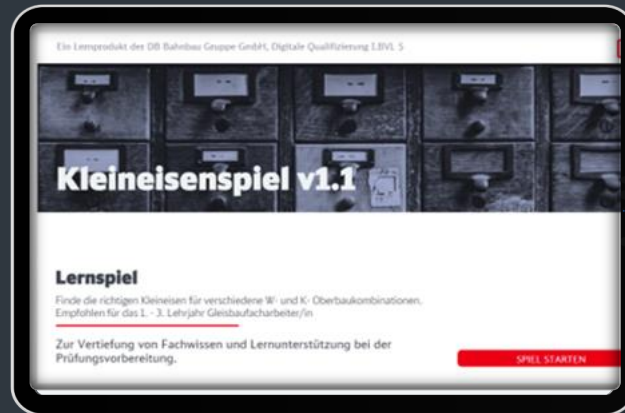 Ein Lernprodukt der DB Bahnbau Gruppe GmbH, Digitale Qualifizierung I.BVL 5
Kleineisenspiel v1.1
Lernspiel
Finde die richtigen Kleineisen für verschiedene W- und K- Oberbaukombinationen.
Empfohlen für das 1. - 3. Lehrjahr Gleisbaufacharbeiter/in
Zur Vertiefung von Fachwissen und Lernunterstützung bei der
Prüfungsvorbereitung.
SPIEL STARTEN